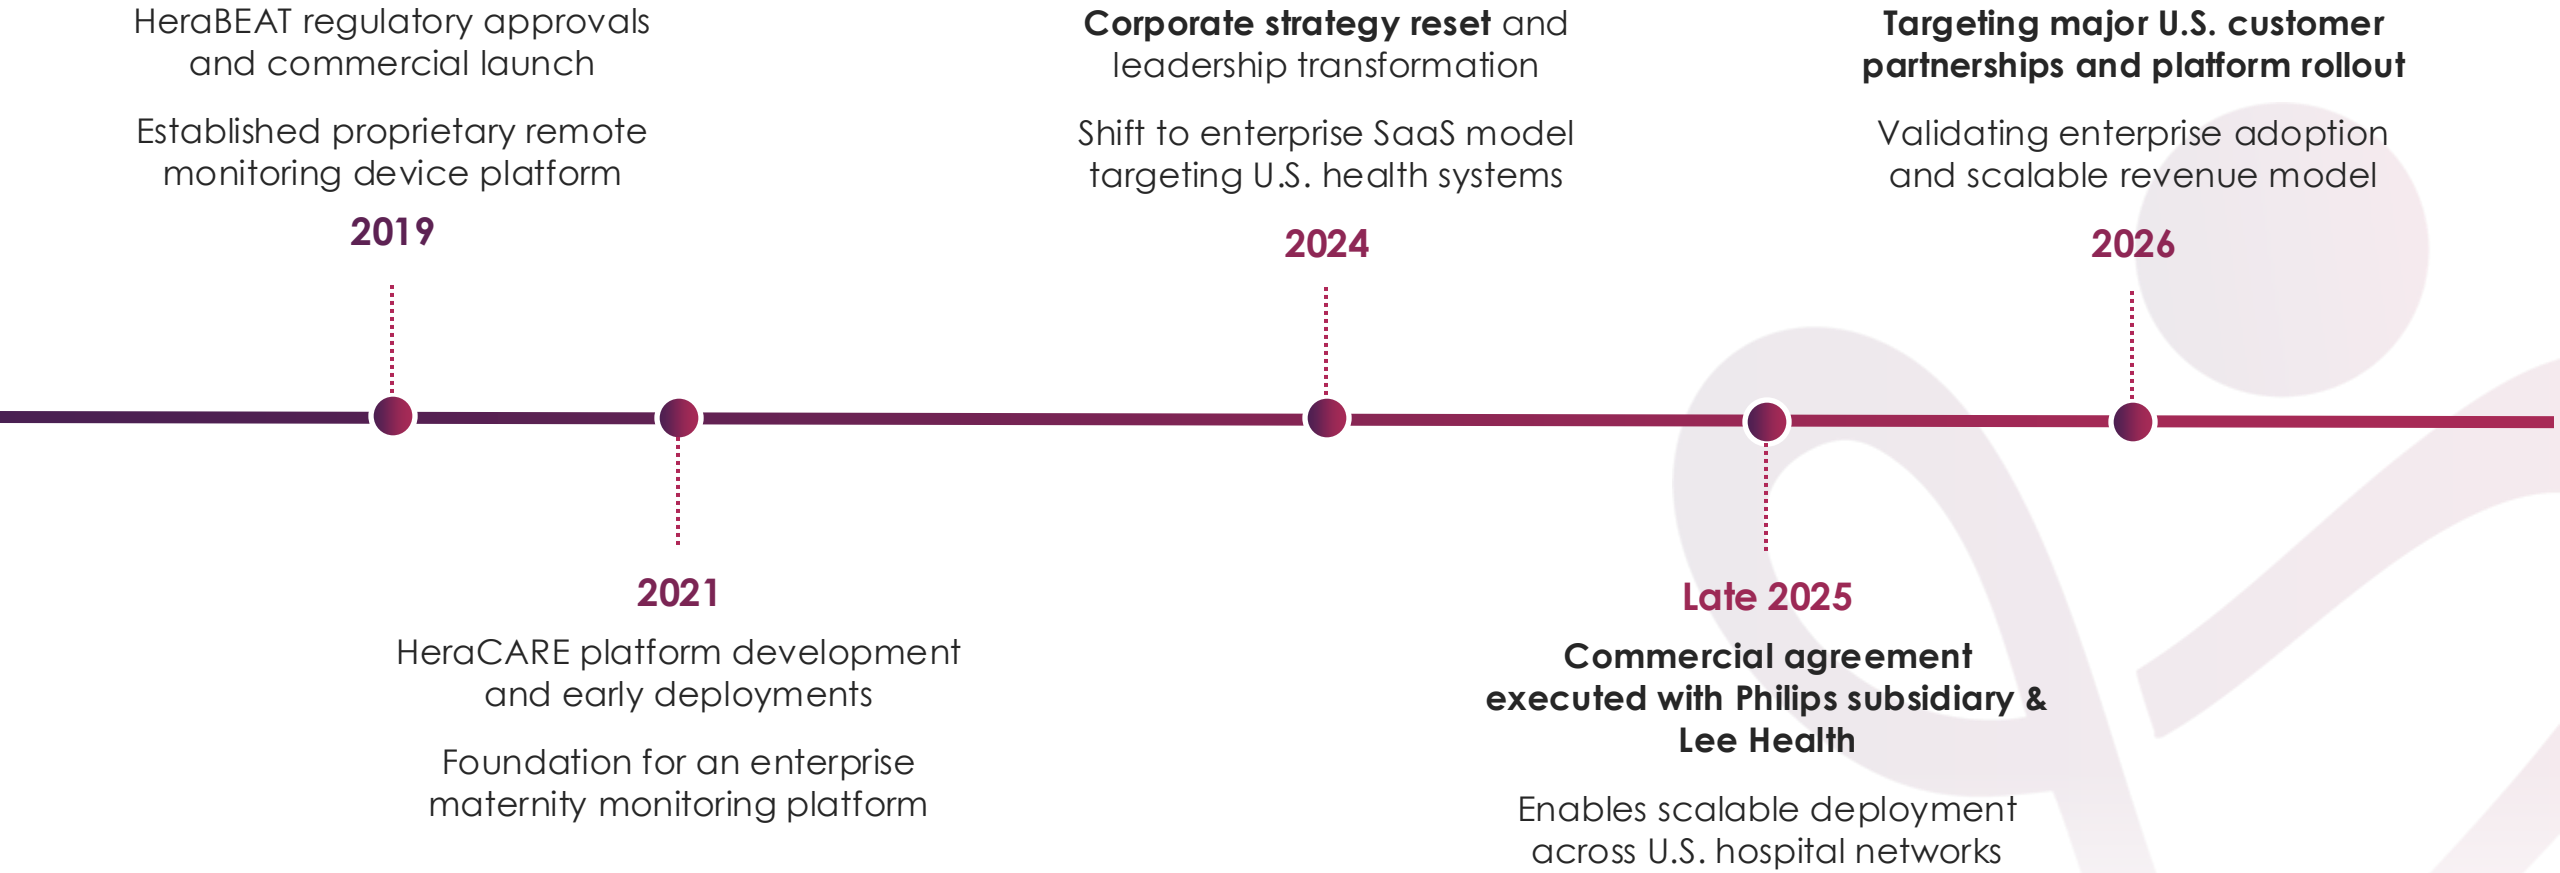 HeraBEAT regulatory approvals
and commercial launch
Established proprietary remote
monitoring device platform
2019
2021
HeraCARE platform development
and early deployments
Foundation for an enterprise
maternity monitoring platform
Corporate strategy reset and
leadership transformation
Shift to enterprise SaaS model
targeting U.S. health systems
2024
Late 2025
Commercial agreement
executed with Philips subsidiary &
Lee Health
Enables scalable deployment
across U.S. hospital networks
Targeting major U.S. customer
partnerships and platform rollout
Validating enterprise adoption
and scalable revenue model
2026